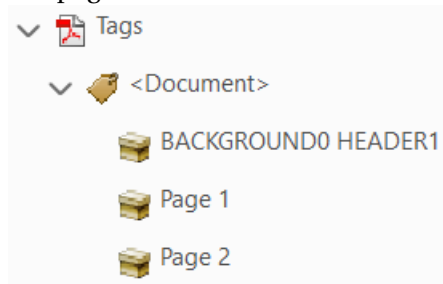 Tags
<Document>
BACKGROUND0 HEADER1
Page 1
Page 2